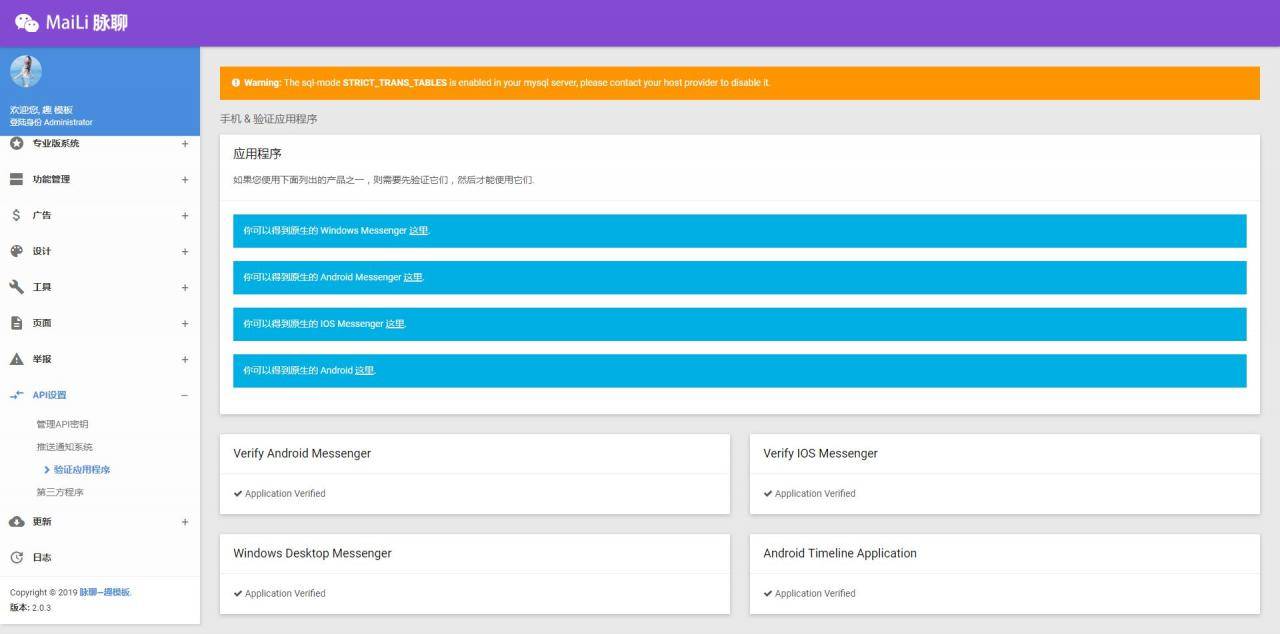 MaiLi 脉聊
欢迎您, 趣 模板
登陆身份 Administrator
专业版系统 +
功能管理 +
广告 +
设计 +
工具 +
页面 +
举报 +
API设置 −
管理API密钥
推送通知系统
验证应用程序
第三方程序
更新 +
日志
Copyright © 2019 脉聊—趣模板.
版本: 2.0.3
Warning: The sql-mode STRICT_TRANS_TABLES is enabled in your mysql server, please contact your host provider to disable it.
手机 & 验证应用程序
应用程序
如果您使用下面列出的产品之一，则需要先验证它们，然后才能使用它们.
你可以得到原生的 Windows Messenger 这里.
你可以得到原生的 Android Messenger 这里.
你可以得到原生的 IOS Messenger 这里.
你可以得到原生的 Android 这里.
Verify Android Messenger
Application Verified
Verify IOS Messenger
Application Verified
Windows Desktop Messenger
Application Verified
Android Timeline Application
Application Verified